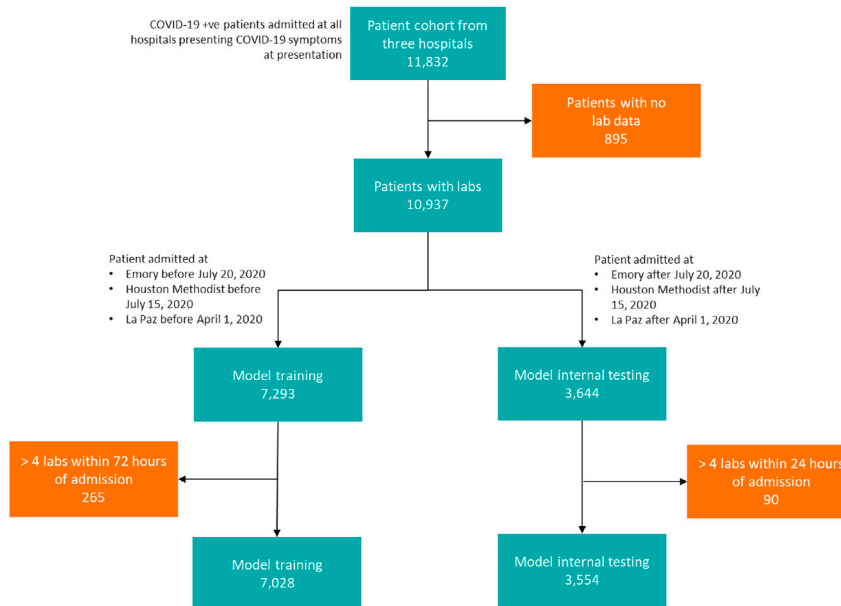 COVID-19 +ve patients admitted at all
hospitals presenting COVID-19 symptoms
at presentation
Patient cohort from
three hospitals
11,832
Patients with no
lab data
895
Patients with labs
10,937
Patient admitted at
• Emory before July 20, 2020
• Houston Methodist before
July 15, 2020
• La Paz before April 1, 2020
Patient admitted at
• Emory after July 20, 2020
• Houston Methodist after July
15, 2020
• La Paz after April 1, 2020
Model training
7,293
Model internal testing
3,644
> 4 labs within 72 hours
of admission
265
> 4 labs within 24 hours
of admission
90
Model training
7,028
Model internal testing
3,554